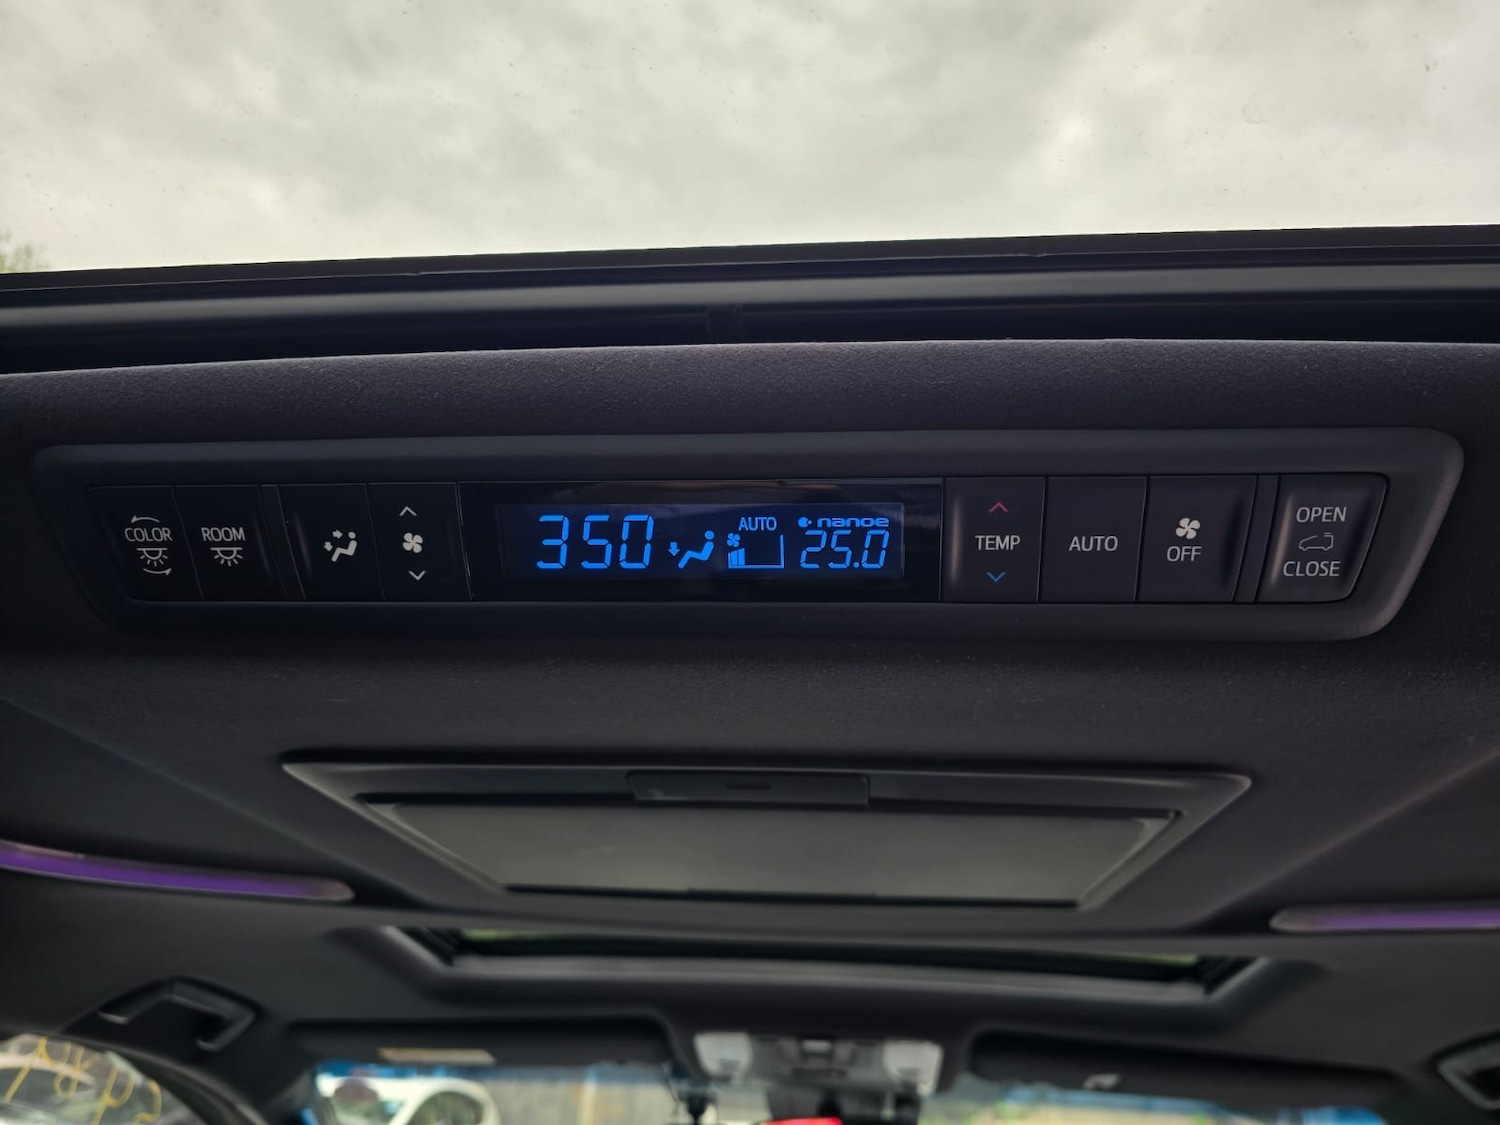 COLOR
ROOM
350
AUTO
nanoe
25.0
TEMP
AUTO
OFF
OPEN
CLOSE